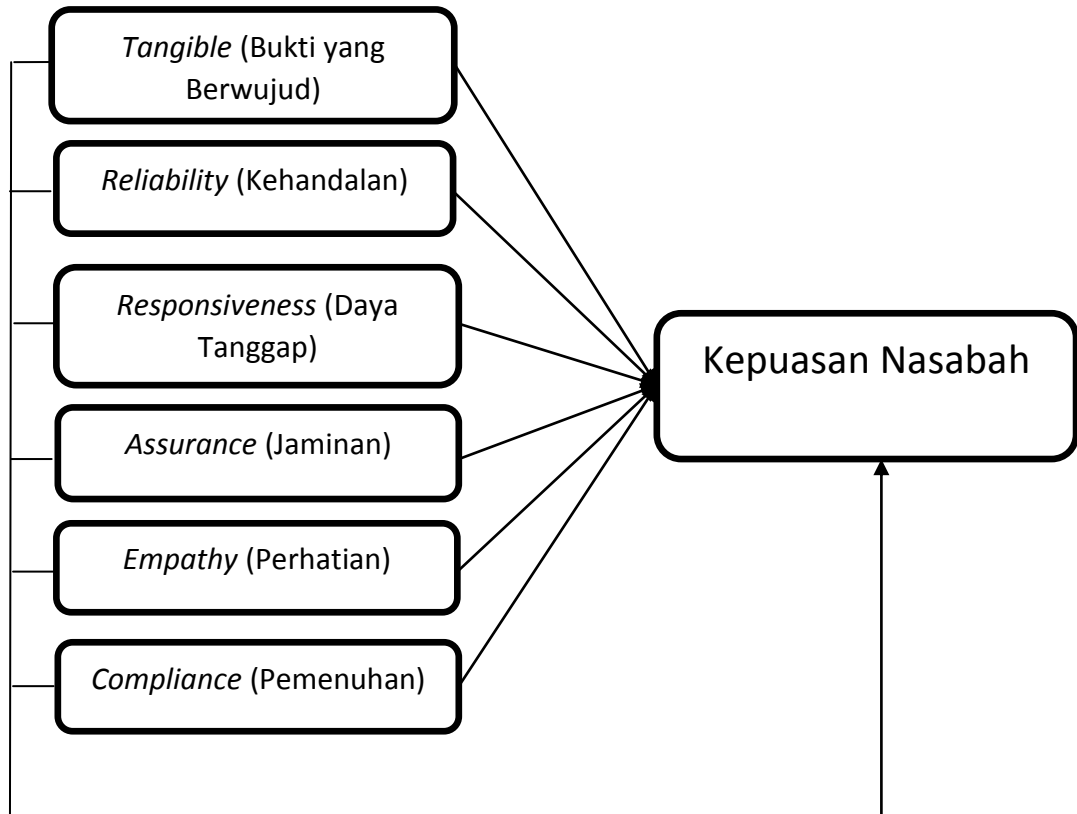 Tangible (Bukti yang
Berwujud)
Reliability (Kehandalan)
Responsiveness (Daya
Tanggap)
Kepuasan Nasabah
Assurance (Jaminan)
Empathy (Perhatian)
Compliance (Pemenuhan)